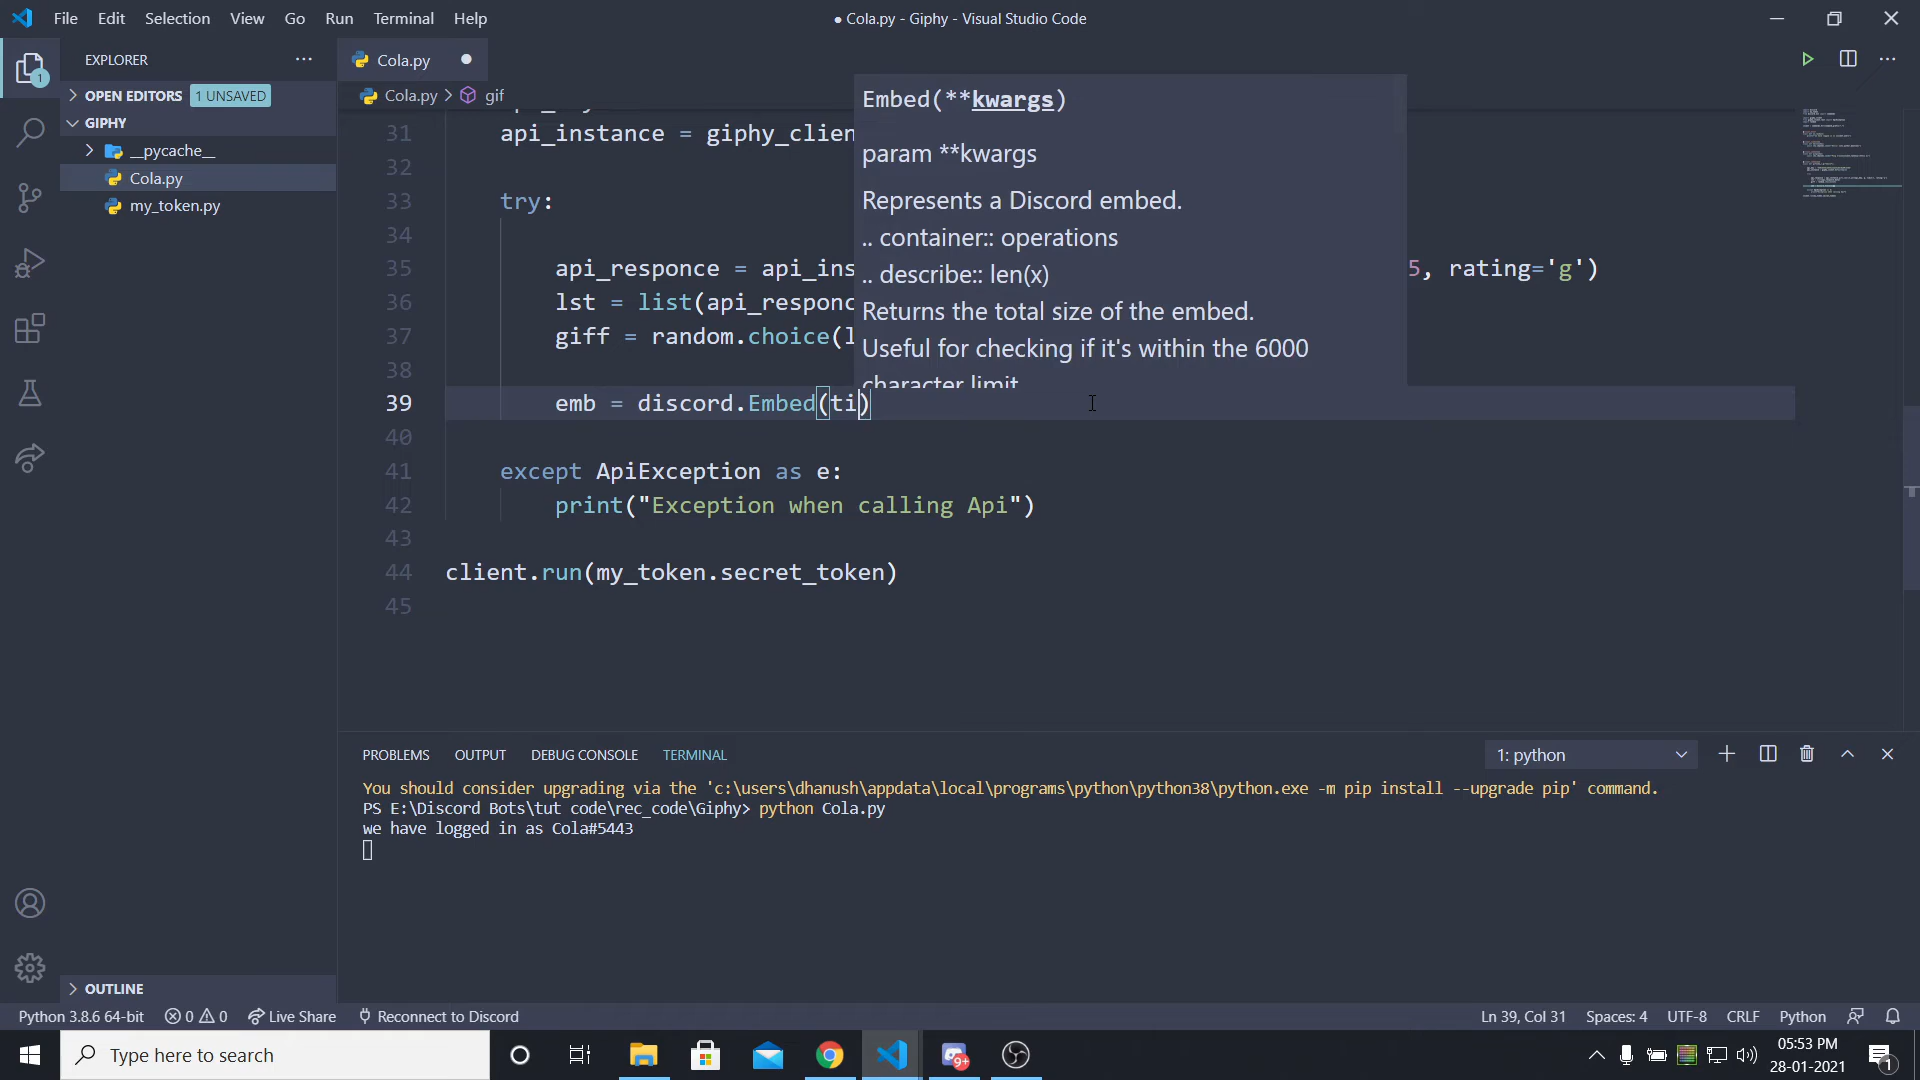 File Edit Selection View Go Run Terminal Help
● Cola.py - Giphy - Visual Studio Code
EXPLORER
OPEN EDITORS 1 UNSAVED
GIPHY
__pycache__
Cola.py
my_token.py
OUTLINE
1
Cola.py
Cola.py > gif
31 api_instance = giphy_clien
32
33 try:
34
35 api_responce = api_ins 5, rating='g')
36 lst = list(api_responc
37 giff = random.choice(l
38
39 emb = discord.Embed(ti)
40
41 except ApiException as e:
42 print("Exception when calling Api")
43
44 client.run(my_token.secret_token)
45
Embed(**kwargs)
param **kwargs
Represents a Discord embed.
.. container:: operations
.. describe:: len(x)
Returns the total size of the embed.
Useful for checking if it's within the 6000
character limit
PROBLEMS OUTPUT DEBUG CONSOLE TERMINAL
1: python
You should consider upgrading via the 'c:\users\dhanush\appdata\local\programs\python\python38\python.exe -m pip install --upgrade pip' command.
PS E:\Discord Bots\tut code\rec_code\Giphy> python Cola.py
we have logged in as Cola#5443
Python 3.8.6 64-bit 0 0 Live Share Reconnect to Discord
Ln 39, Col 31 Spaces: 4 UTF-8 CRLF Python
Type here to search
9+
05:53 PM
28-01-2021
1